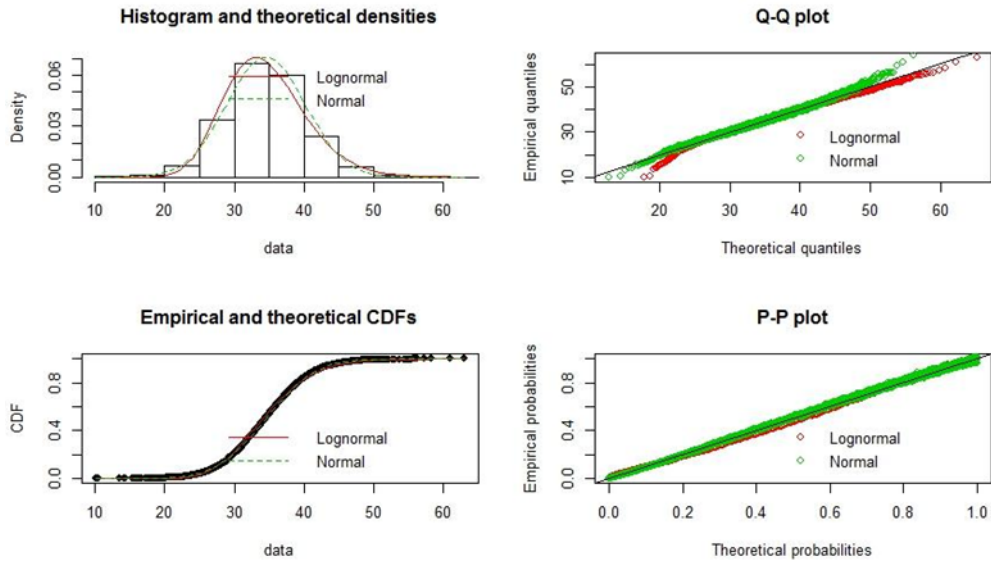 Histogram and theoretical densities
Density
0.00 0.03 0.06
Lognormal
Normal
10 20 30 40 50 60
data
Q-Q plot
Empirical quantiles
10 30 50
Lognormal
Normal
20 30 40 50 60
Theoretical quantiles
Empirical and theoretical CDFs
CDF
0.0 0.4 0.8
Lognormal
Normal
10 20 30 40 50 60
data
P-P plot
Empirical probabilities
0.0 0.4 0.8
Lognormal
Normal
0.0 0.2 0.4 0.6 0.8 1.0
Theoretical probabilities